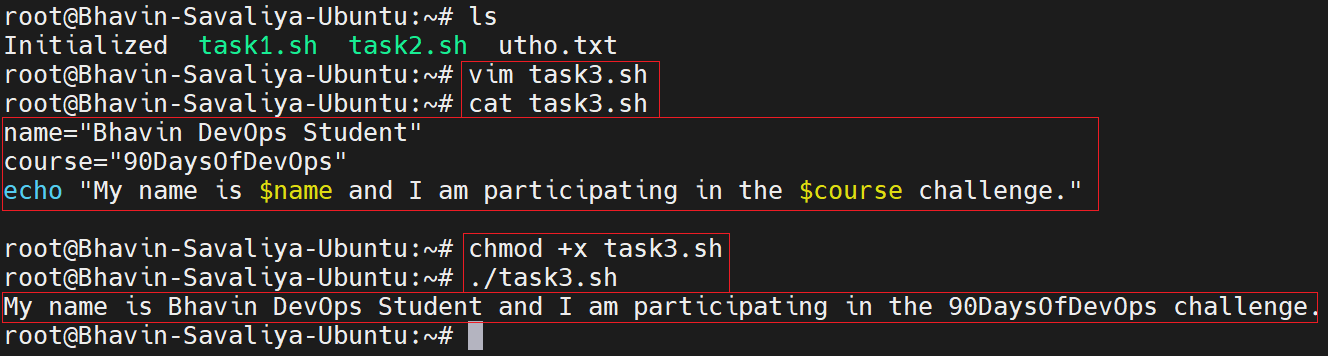 root@Bhavin-Savaliya-Ubuntu:~# ls
Initialized  task1.sh  task2.sh  utho.txt
root@Bhavin-Savaliya-Ubuntu:~# vim task3.sh
root@Bhavin-Savaliya-Ubuntu:~# cat task3.sh
name="Bhavin DevOps Student"
course="90DaysOfDevOps"
echo "My name is $name and I am participating in the $course challenge."
root@Bhavin-Savaliya-Ubuntu:~# chmod +x task3.sh
root@Bhavin-Savaliya-Ubuntu:~# ./task3.sh
My name is Bhavin DevOps Student and I am participating in the 90DaysOfDevOps challenge.
root@Bhavin-Savaliya-Ubuntu:~#